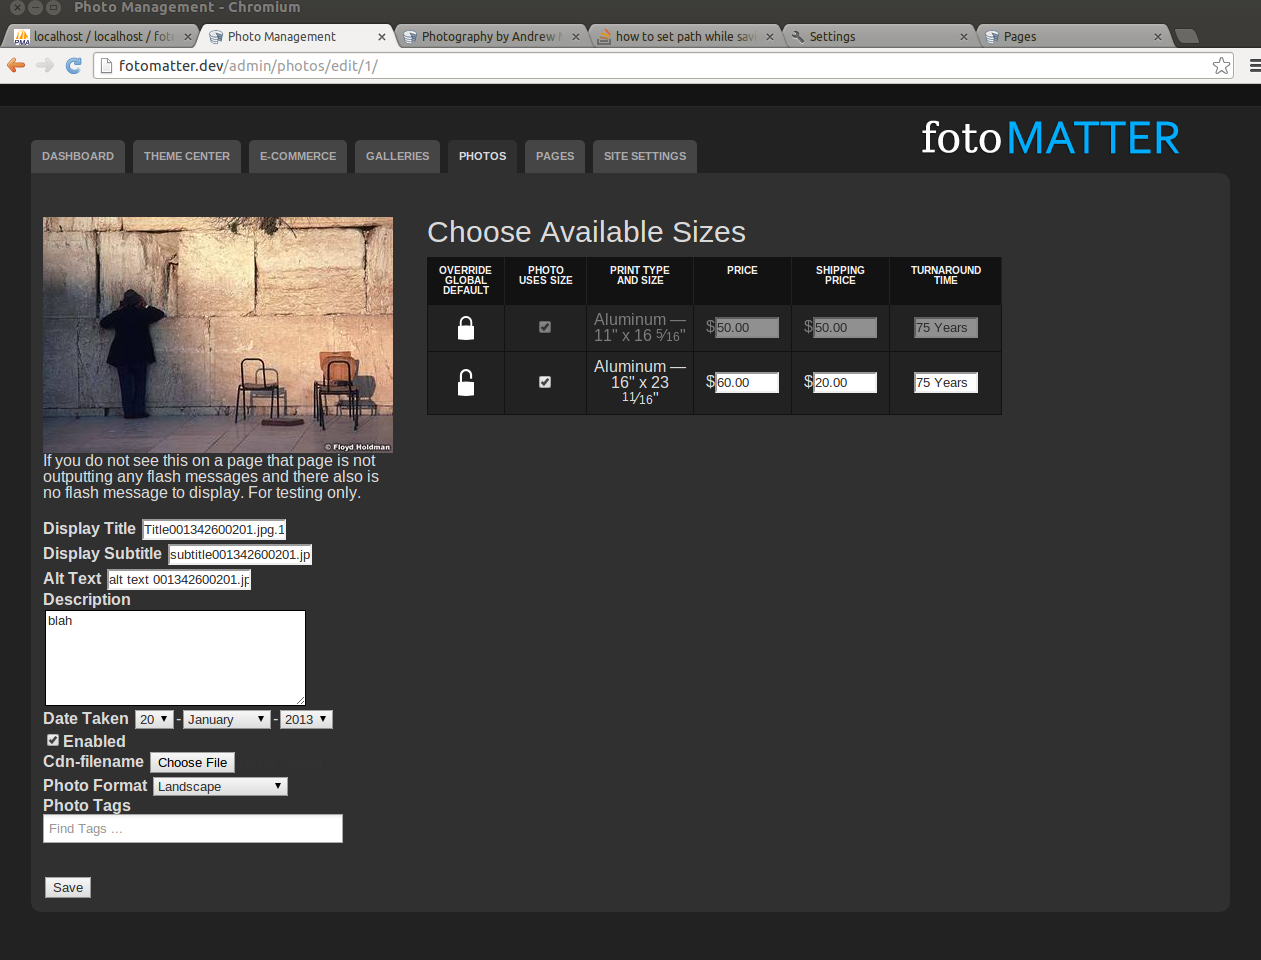 Photo Management - Chromium
localhost / localhost / foto
Photo Management
Photography by Andrew
how to set path while savi
Settings
Pages
fotomatter.dev/admin/photos/edit/1/
fotoMATTER
DASHBOARD
THEME CENTER
E-COMMERCE
GALLERIES
PHOTOS
PAGES
SITE SETTINGS
© Floyd Holdman
If you do not see this on a page that page is not
outputting any flash messages and there also is
no flash message to display. For testing only.
Display Title Title001342600201.jpg.1
Display Subtitle subtitle001342600201.jp
Alt Text alt text 001342600201.jp
Description
blah
Date Taken 20 - January - 2013
Enabled
Cdn-filename Choose File
Photo Format Landscape
Photo Tags
Find Tags ...
Save
Choose Available Sizes
OVERRIDE GLOBAL DEFAULT
PHOTO USES SIZE
PRINT TYPE AND SIZE
PRICE
SHIPPING PRICE
TURNAROUND TIME
Aluminum —
11" x 16 5⁄16"
$50.00
$50.00
75 Years
Aluminum —
16" x 23
11⁄16"
$60.00
$20.00
75 Years